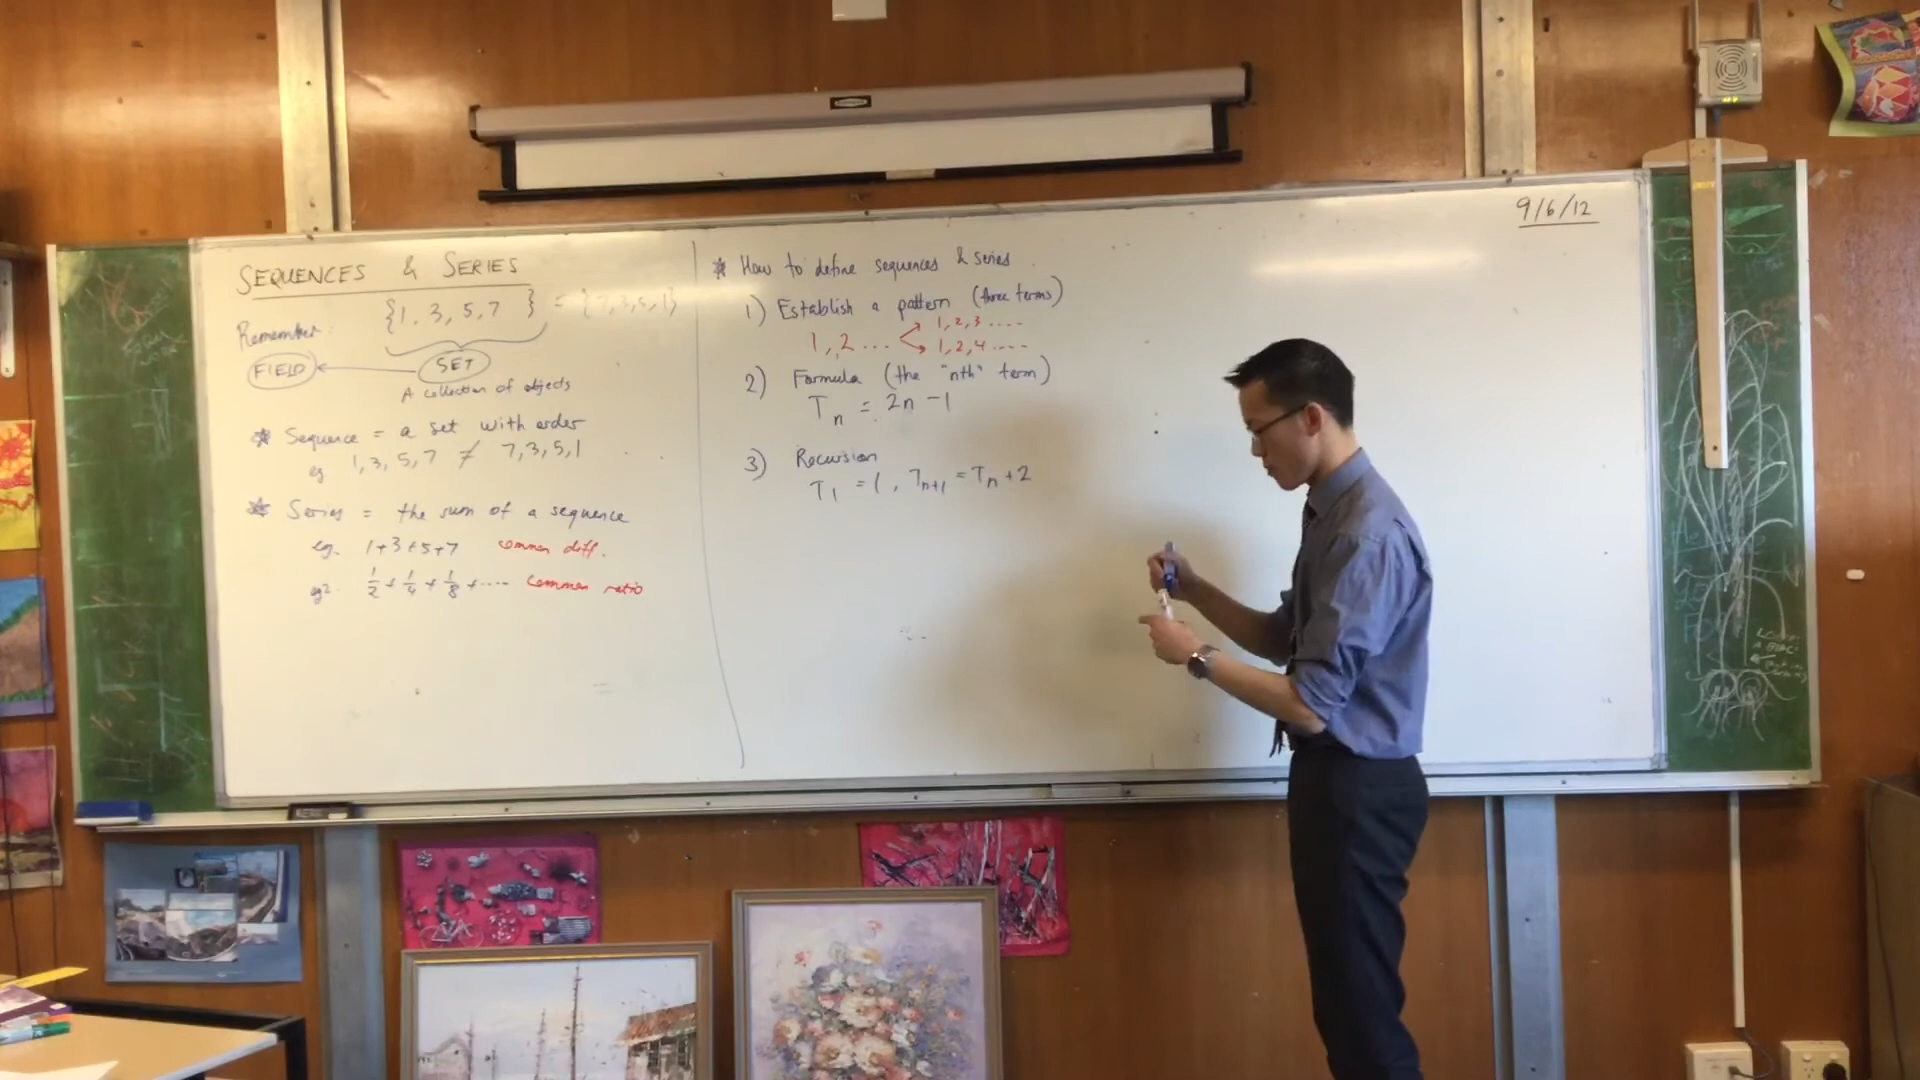 SEQUENCES & SERIES
Remember:
{1, 3, 5, 7 } = {7,3,5,1}
FIELD
SET
A collection of objects
Sequence = a set with order
eg. 1, 3, 5, 7 ≠ 7, 3, 5, 1
Series = the sum of a sequence
eg. 1+3+5+7 common diff.
eg2. 1/2 + 1/4 + 1/8 + .... common ratio
How to define sequences & series
1) Establish a pattern (three terms)
1, 2 ...
1, 2, 3 ....
1, 2, 4 ....
2) Formula (the "nth" term)
Tn = 2n - 1
3) Recursion
T1 = 1, Tn+1 = Tn + 2
9/6/12